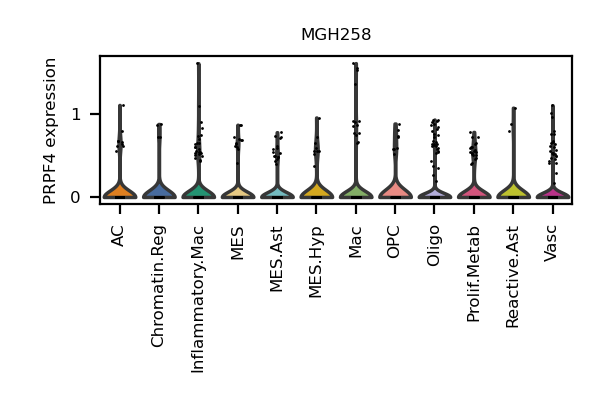 MGH258
PRPF4 expression
1
0
AC
Chromatin.Reg
Inflammatory.Mac
MES
MES.Ast
MES.Hyp
Mac
OPC
Oligo
Prolif.Metab
Reactive.Ast
Vasc